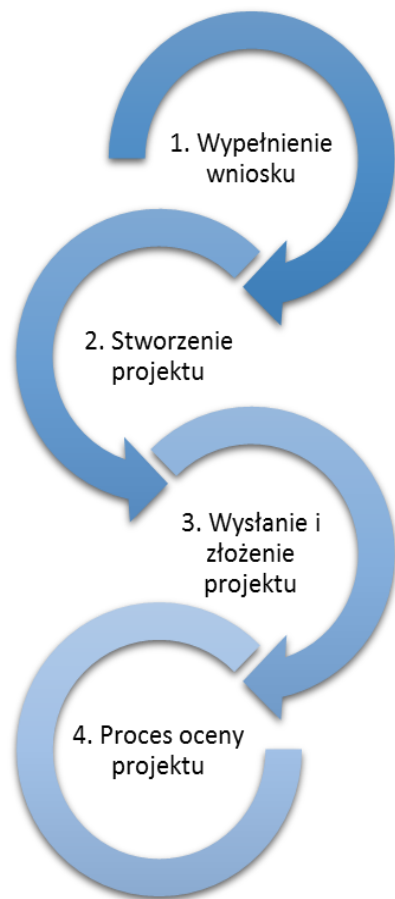 1. Wypełnienie
wniosku
2. Stworzenie
projektu
3. Wysłanie i
złożenie
projektu
4. Proces oceny
projektu